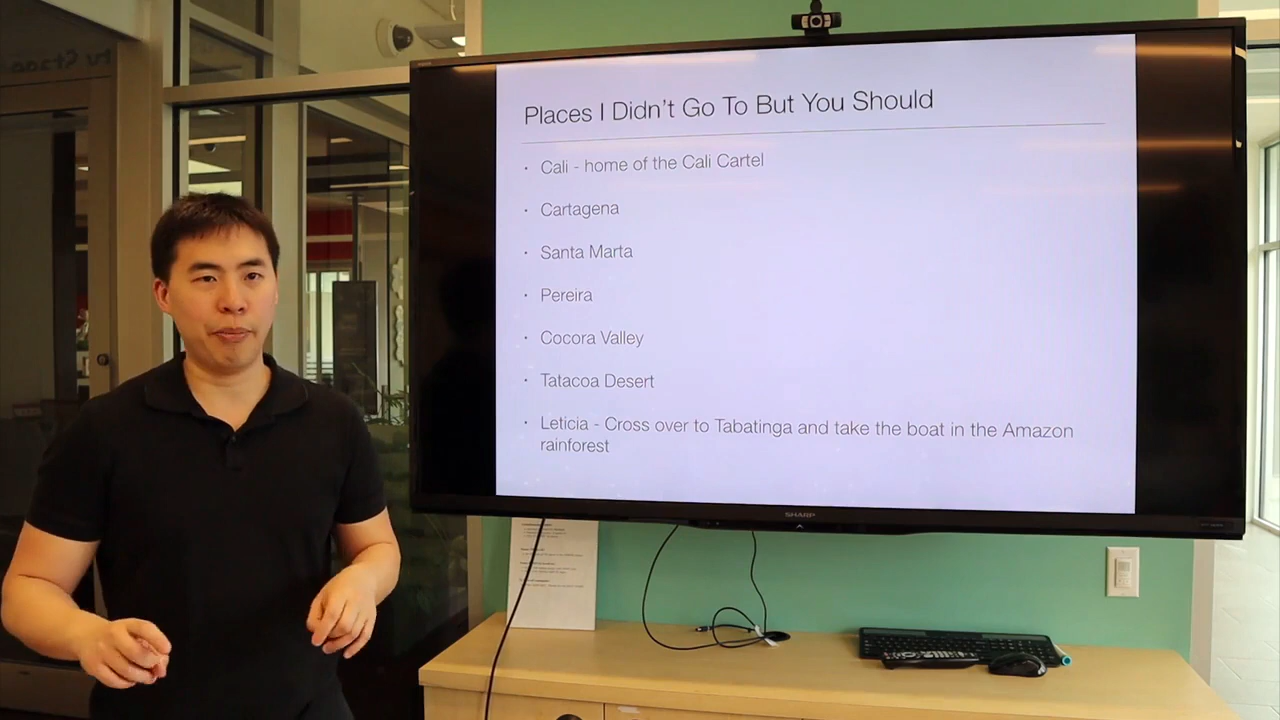 Places I Didn't Go To But You Should
• Cali - home of the Cali Cartel
• Cartagena
• Santa Marta
• Pereira
• Cocora Valley
• Tatacoa Desert
• Leticia - Cross over to Tabatinga and take the boat in the Amazon
rainforest
SHARP